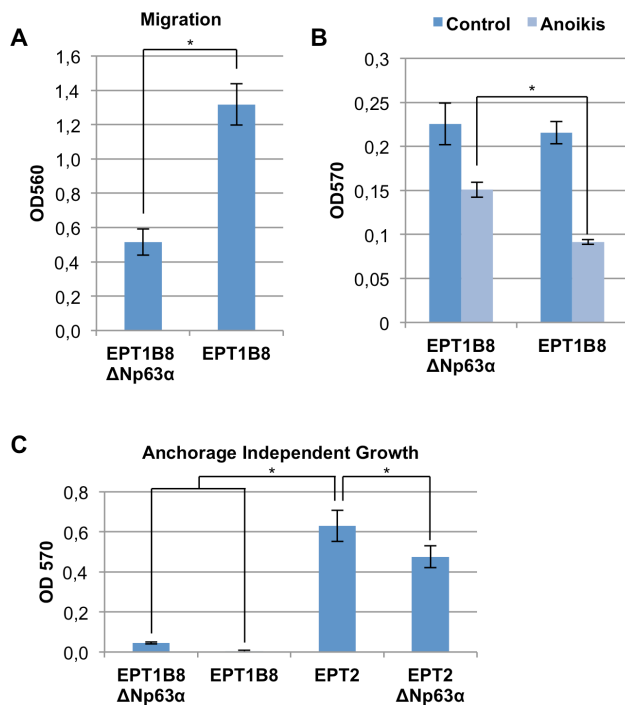 A
Migration
*
OD560
1,6
1,4
1,2
1,0
0,8
0,6
0,4
0,2
0,0
EPT1B8 ΔNp63α
EPT1B8
B
Control
Anoikis
*
OD570
0,3
0,25
0,2
0,15
0,1
0,05
0
EPT1B8 ΔNp63α
EPT1B8
C
Anchorage Independent Growth
*
*
OD 570
0,8
0,6
0,4
0,2
0,0
EPT1B8 ΔNp63α
EPT1B8
EPT2
EPT2 ΔNp63α